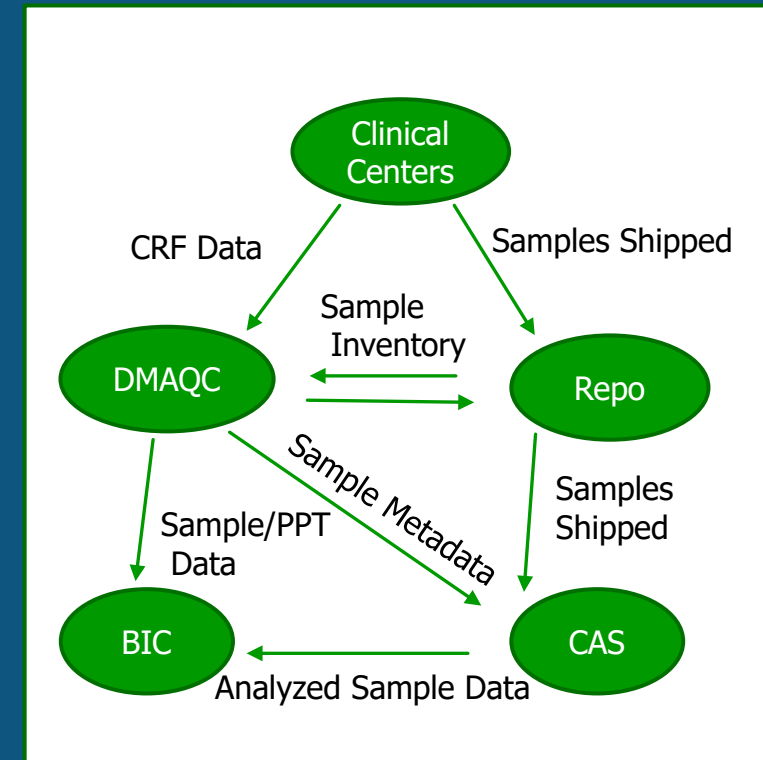 Clinical
Centers
CRF Data
Samples Shipped
Sample
Inventory
DMAQC
Repo
Sample Metadata
Samples
Shipped
Sample/PPT
Data
BIC
CAS
Analyzed Sample Data